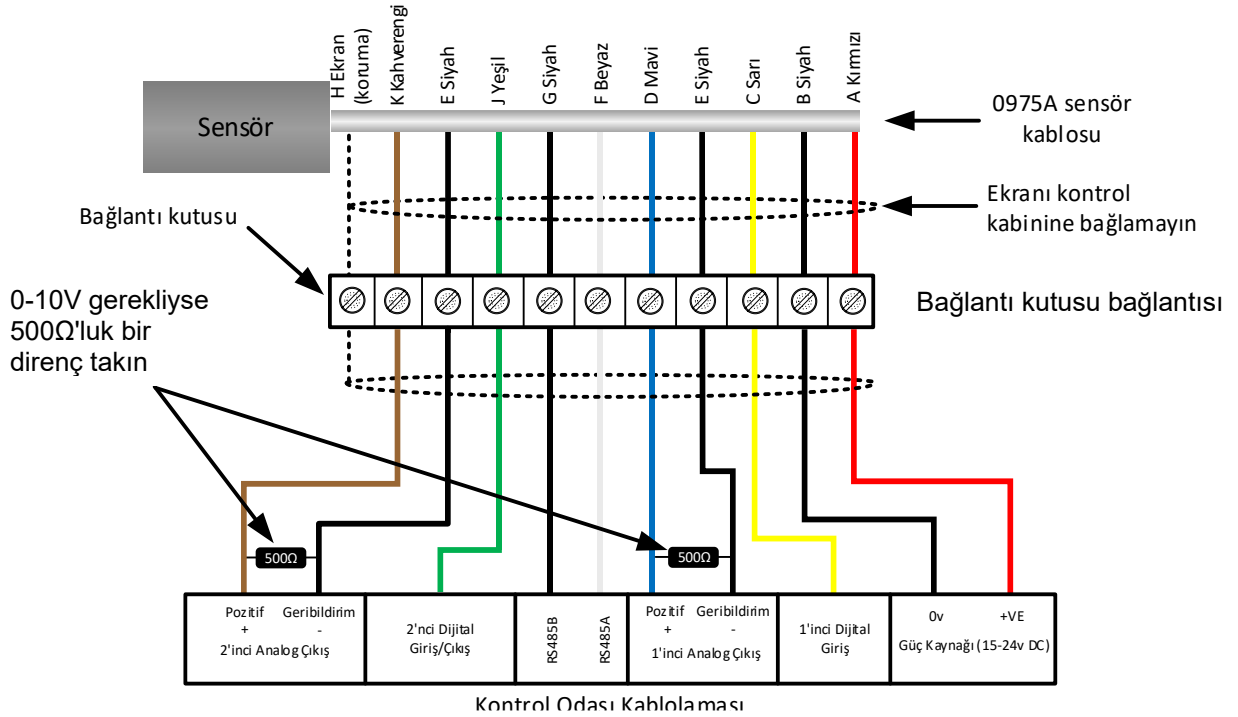 H Ekran
(koruma)
K Kahverengi
E Siyah
J Yeşil
G Siyah
F Beyaz
D Mavi
E Siyah
C Sarı
B Siyah
A Kırmızı
Sensör
0975A sensör
kablosu
Ekranı kontrol
kabinine bağlamayın
Bağlantı kutusu
Bağlantı kutusu bağlantısı
0-10V gerekliyse
500Ω'luk bir
direnç takın
500Ω
500Ω
Pozitif Geribildirim
+ -
2'inci Analog Çıkış
2'nci Dijital
Giriş/Çıkış
RS485B
RS485A
Pozitif Geribildirim
+ -
1'inci Analog Çıkış
1'inci Dijital
Giriş
0v +VE
Güç Kaynağı (15-24v DC)
Kontrol Odası Kablolaması